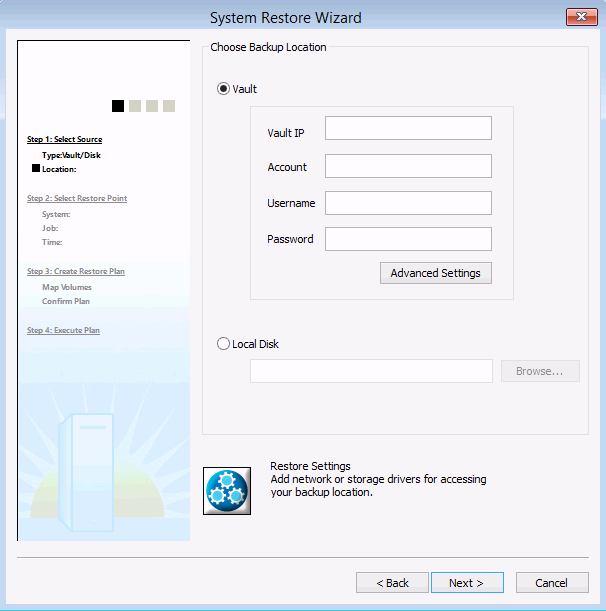 System Restore Wizard
Step 1: Select Source
Type:Vault/Disk
Location:
Step 2: Select Restore Point
System:
Job:
Time:
Step 3: Create Restore Plan
Map Volumes
Confirm Plan
Step 4: Execute Plan
Choose Backup Location
Vault
Vault IP
Account
Username
Password
Advanced Settings
Local Disk
Browse...
Restore Settings
Add network or storage drivers for accessing
your backup location.
< Back
Next >
Cancel